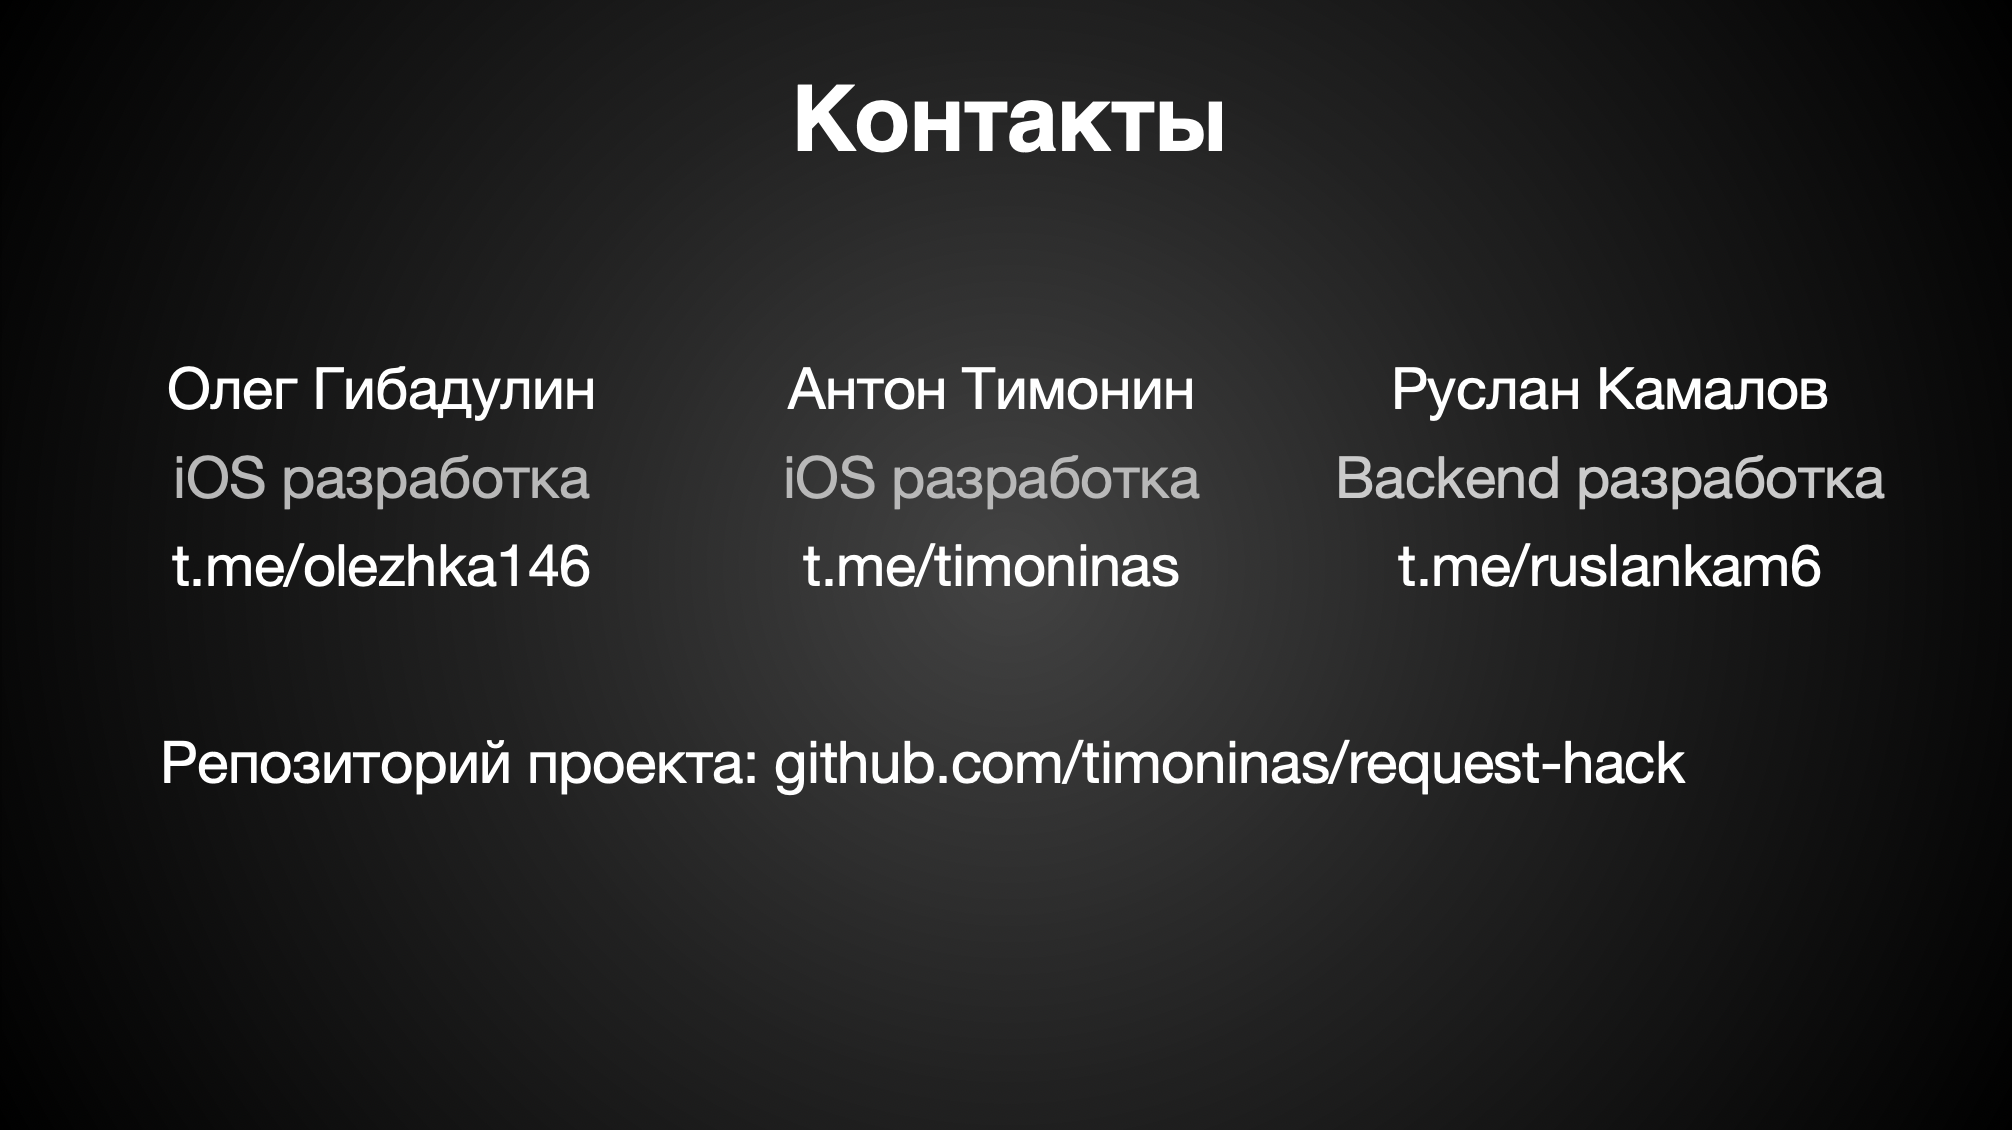 Контакты
Олег Гибадулин
iOS разработка
t.me/olezhka146
Антон Тимонин
iOS разработка
t.me/timoninas
Руслан Камалов
Backend разработка
t.me/ruslankam6
Репозиторий проекта: github.com/timoninas/request-hack